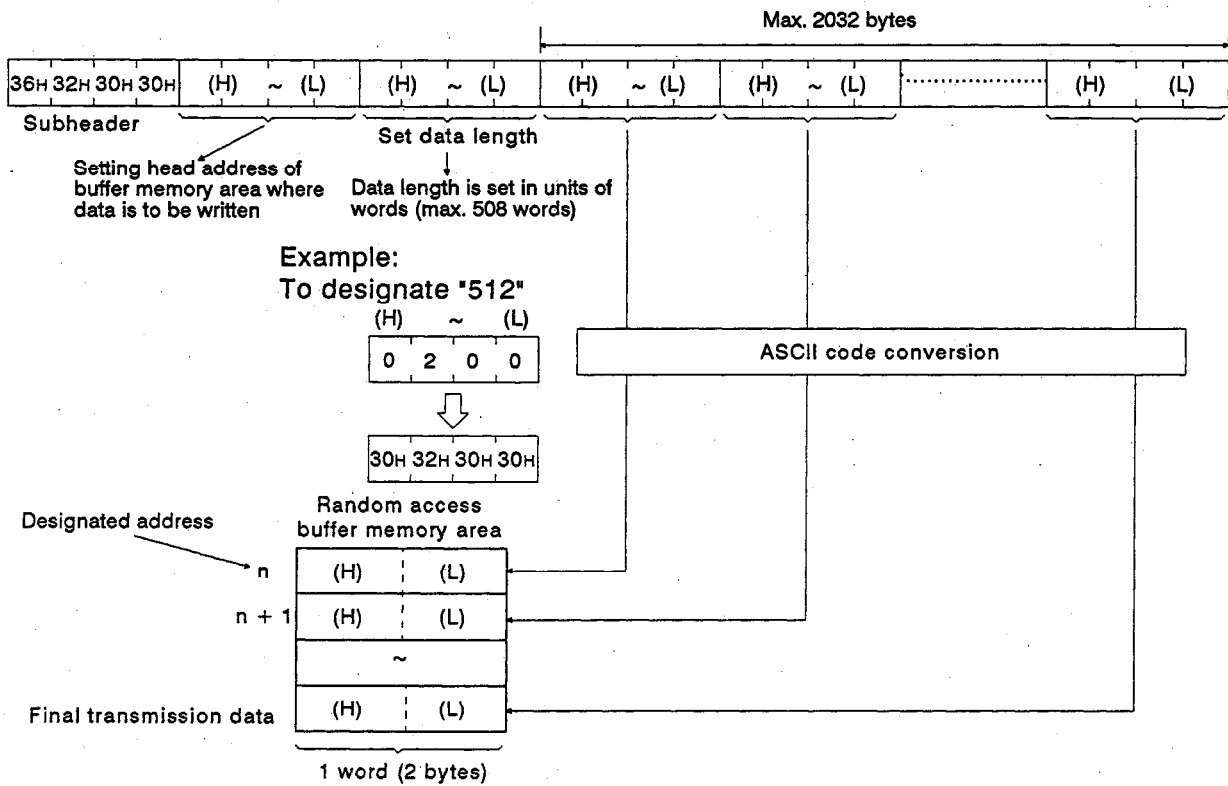 Max. 2032 bytes
36H 32H 30H 30H (H) ~ (L) (H) ~ (L) (H) ~ (L) (H) ~ (L) (H) (L)
Subheader
Set data length
Setting head address of
buffer memory area where
data is to be written
Data length is set in units of
words (max. 508 words)
Example:
To designate "512"
(H) ~ (L)
0 2 0 0
ASCII code conversion
30H 32H 30H 30H
Random access
buffer memory area
Designated address
n (H) (L)
n + 1 (H) (L)
~
Final transmission data (H) (L)
1 word (2 bytes)